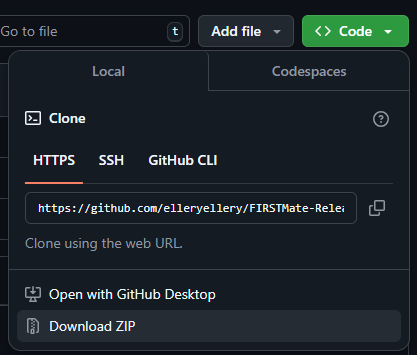 Go to file t Add file <> Code
Local Codespaces
Clone
HTTPS SSH GitHub CLI
https://github.com/elleryellery/FIRSTMate-Relea
Clone using the web URL.
Open with GitHub Desktop
Download ZIP